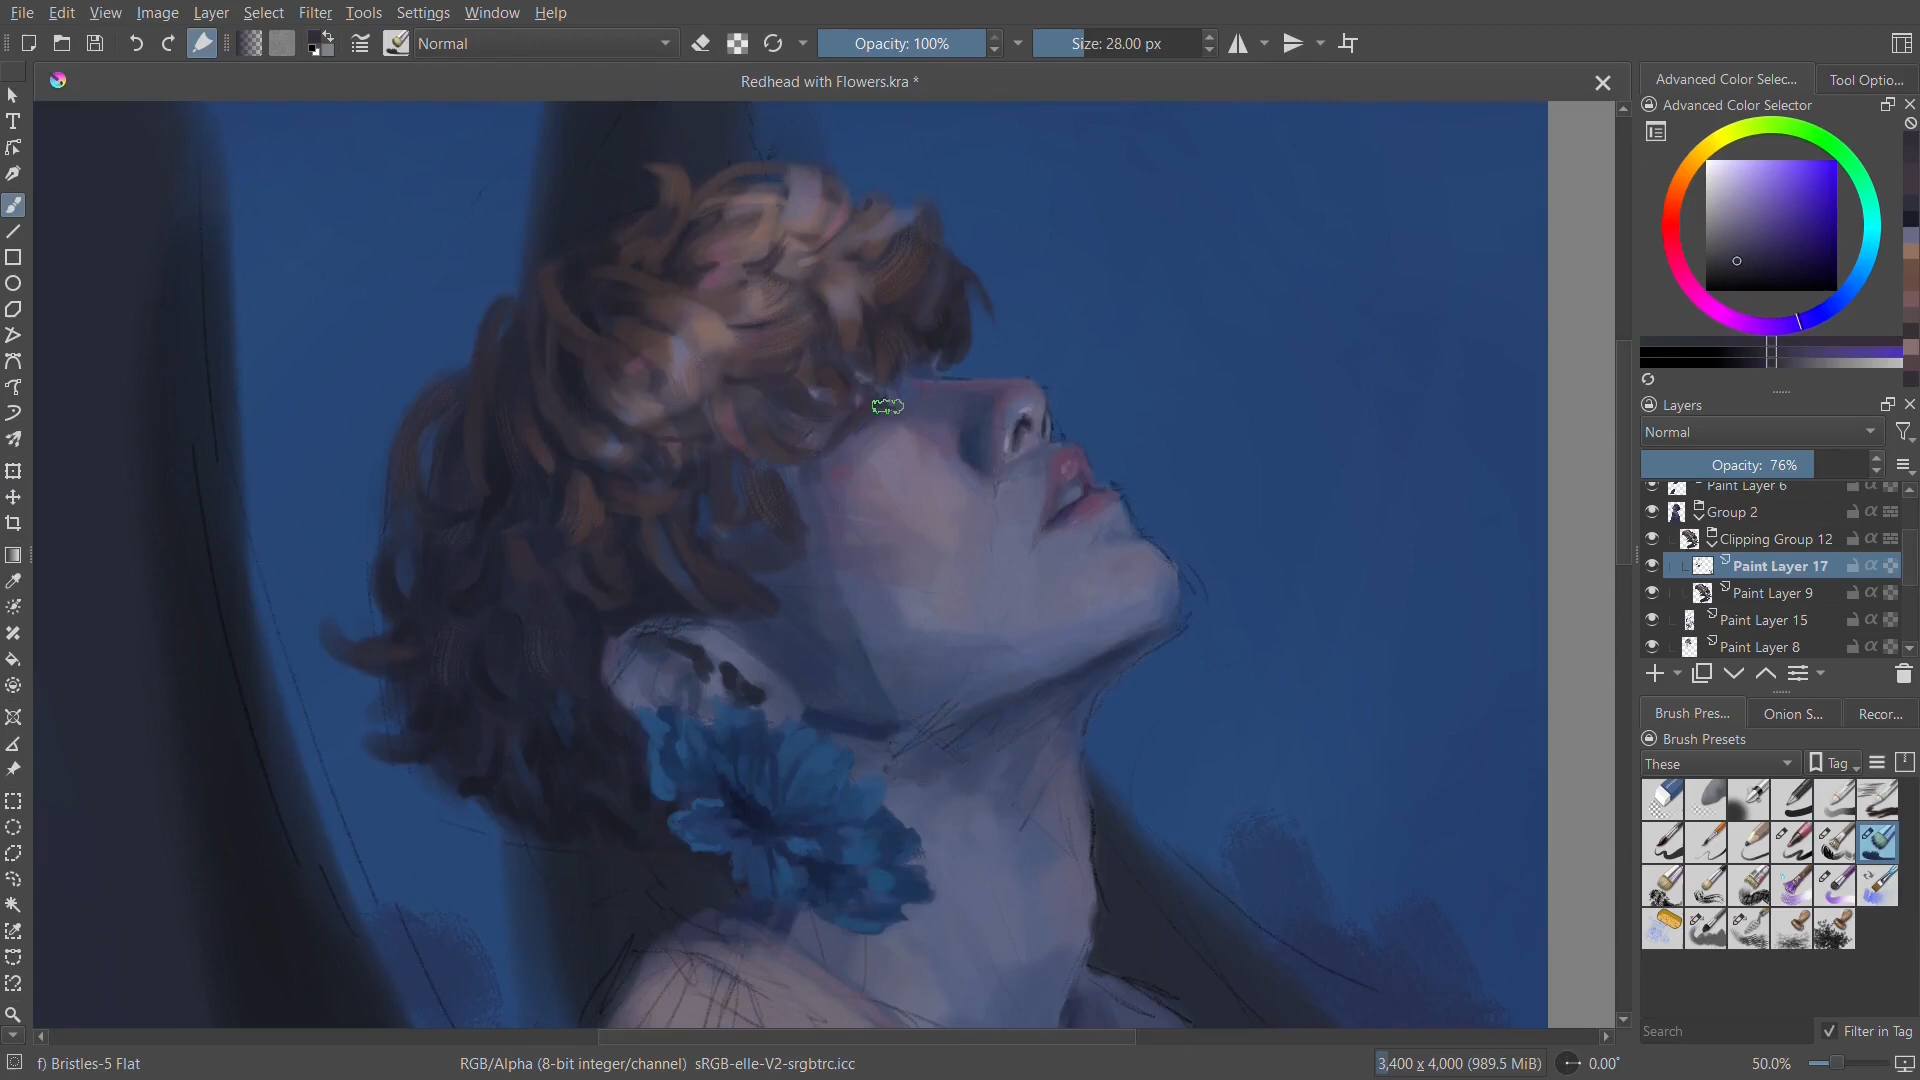 File Edit View Image Layer Select Filter Tools Settings Window Help
Normal Opacity: 100% Size: 28.00 px
Redhead with Flowers.kra *
Advanced Color Selec... Tool Optio...
Advanced Color Selector
Layers
Normal
Opacity: 76%
Paint Layer 6
Group 2
Clipping Group 12
Paint Layer 17
Paint Layer 9
Paint Layer 15
Paint Layer 8
Brush Pres... Onion S... Recor...
Brush Presets
These Tag
Search Filter in Tag
f) Bristles-5 Flat RGB/Alpha (8-bit integer/channel) sRGB-elle-V2-srgbtrc.icc 3,400 x 4,000 (989.5 MiB) 0.00° 50.0%